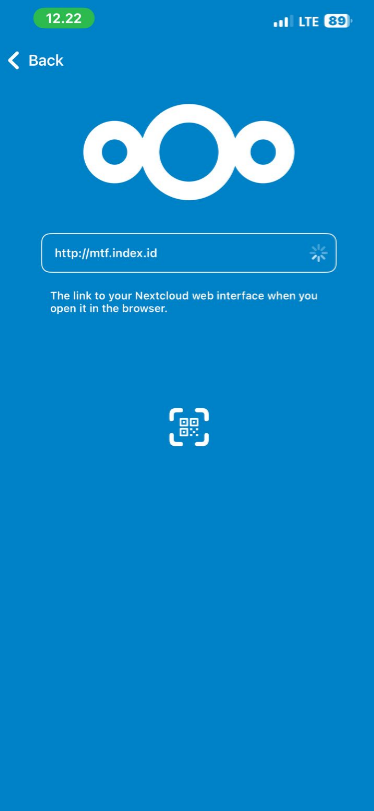 12.22
LTE 89
Back
http://mtf.index.id
The link to your Nextcloud web interface when you
open it in the browser.